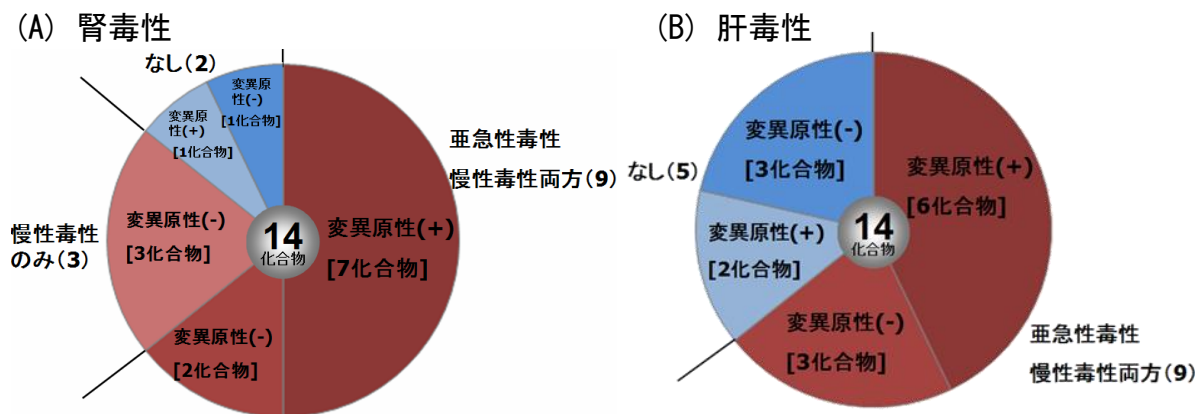 (A) 腎毒性
なし(2)
変異原
性(-)
[1化合物]
変異原
性(+)
[1化合物]
亜急性毒性
慢性毒性両方(9)
慢性毒性
のみ(3)
変異原性(-)
[3化合物]
14
化合物
変異原性(+)
[7化合物]
変異原性(-)
[2化合物]
(B) 肝毒性
変異原性(-)
[3化合物]
なし(5)
変異原性(+)
[6化合物]
変異原性(+)
[2化合物]
14
化合物
変異原性(-)
[3化合物]
亜急性毒性
慢性毒性両方(9)